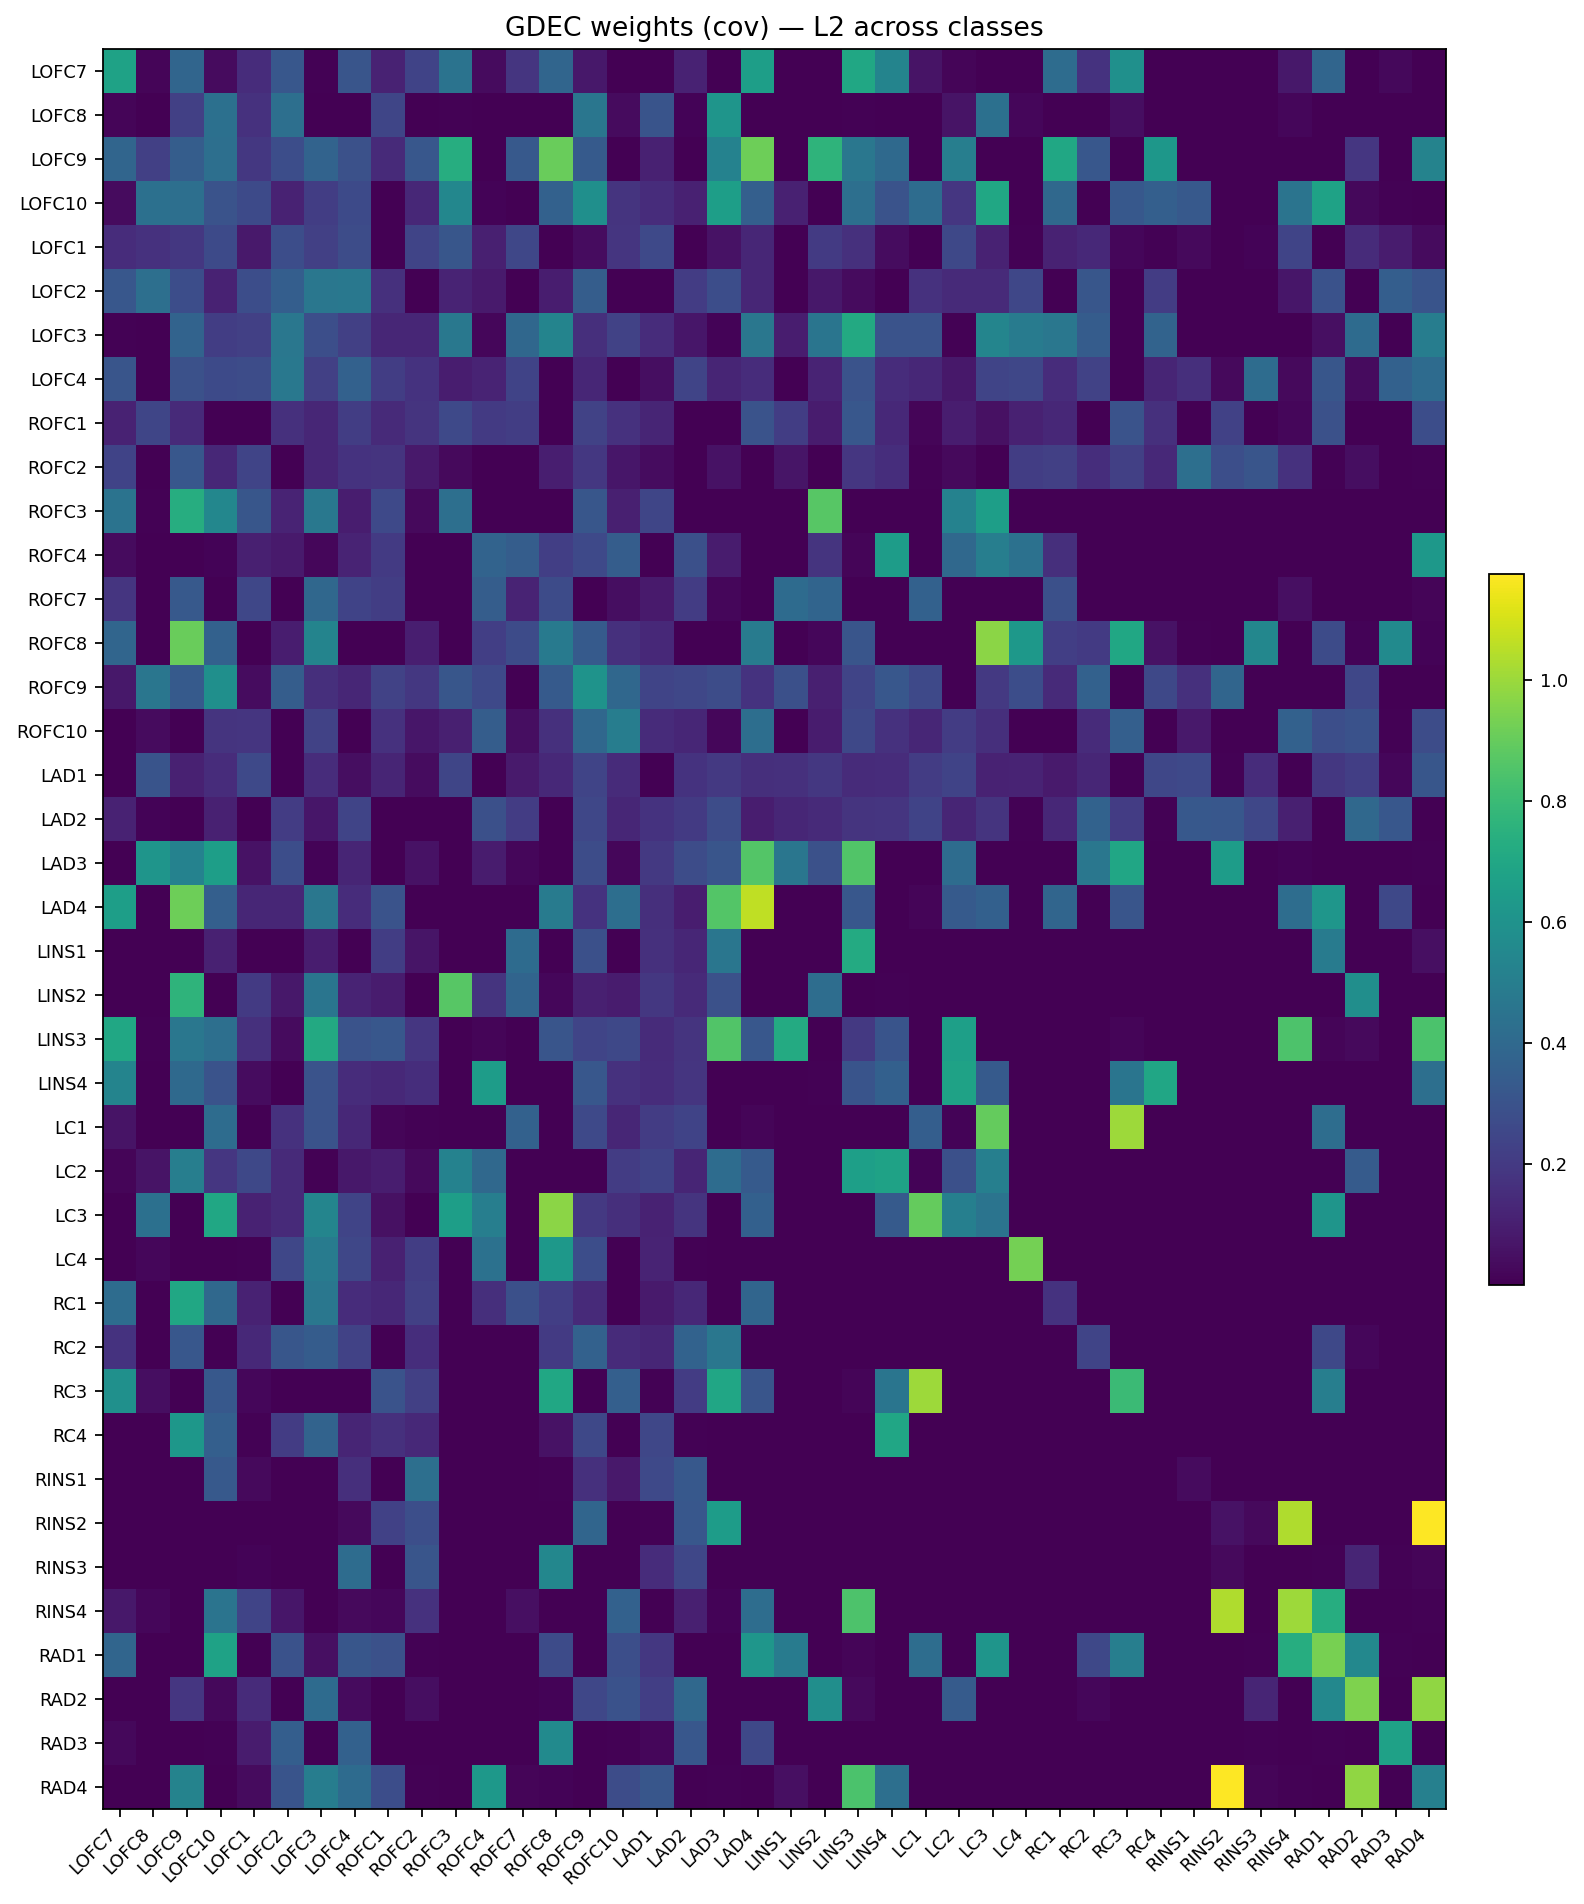 GDEC weights (cov) — L2 across classes
LOFC7
LOFC8
LOFC9
LOFC10
LOFC1
LOFC2
LOFC3
LOFC4
ROFC1
ROFC2
ROFC3
ROFC4
ROFC7
ROFC8
ROFC9
ROFC10
LAD1
LAD2
LAD3
LAD4
LINS1
LINS2
LINS3
LINS4
LC1
LC2
LC3
LC4
RC1
RC2
RC3
RC4
RINS1
RINS2
RINS3
RINS4
RAD1
RAD2
RAD3
RAD4
LOFC7 LOFC8 LOFC9 LOFC10 LOFC1 LOFC2 LOFC3 LOFC4 ROFC1 ROFC2 ROFC3 ROFC4 ROFC7 ROFC8 ROFC9 ROFC10 LAD1 LAD2 LAD3 LAD4 LINS1 LINS2 LINS3 LINS4 LC1 LC2 LC3 LC4 RC1 RC2 RC3 RC4 RINS1 RINS2 RINS3 RINS4 RAD1 RAD2 RAD3 RAD4
1.0
0.8
0.6
0.4
0.2